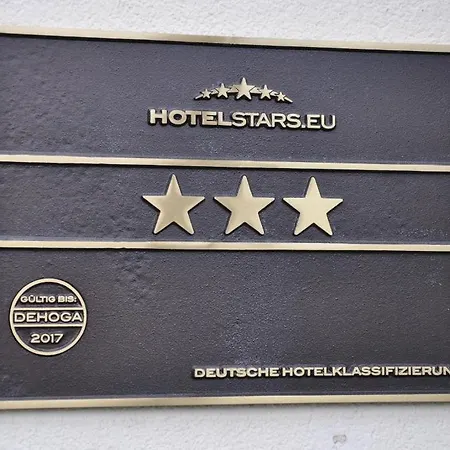 HOTELSTARS.EU
GÜLTIG BIS:
DEHOGA
2017
DEUTSCHE HOTELKLASSIFIZIERUN